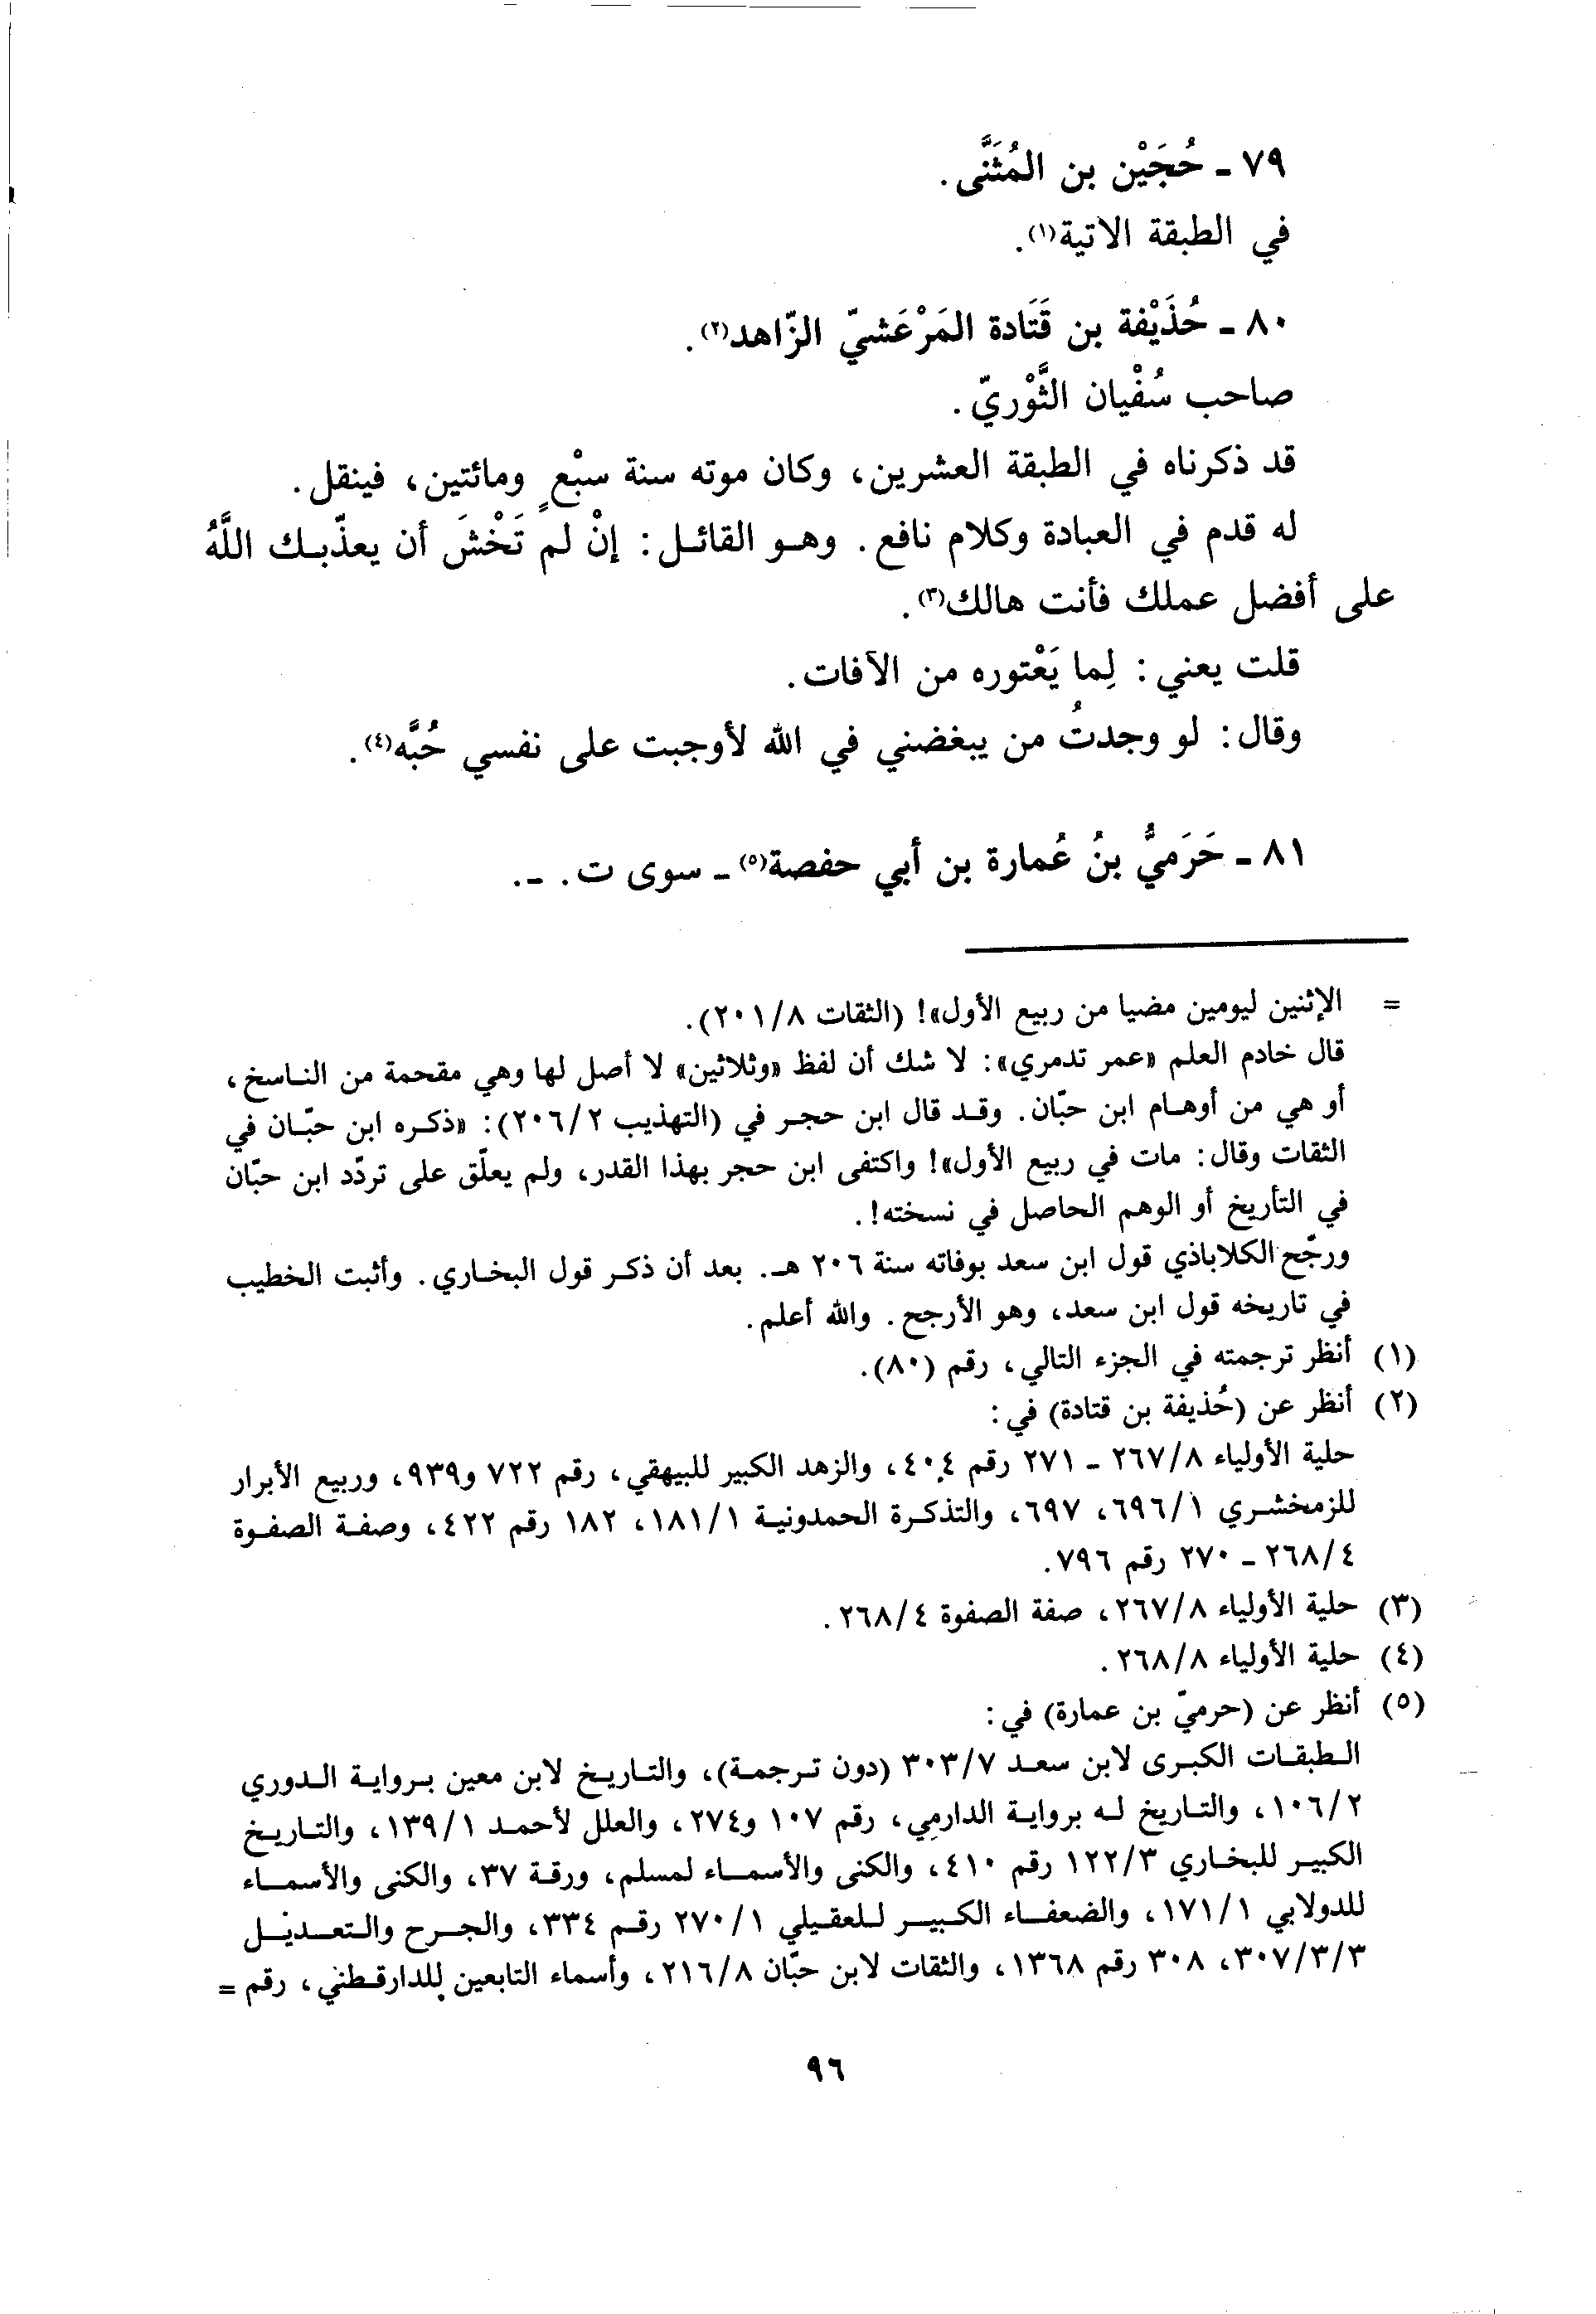 ٧٩ - حُجَيْن بن المُثَنَّى.
في الطبقة الاتية(١).
٨٠ - حُذَيْفة بن قَتَادة المَرْعَشيّ الزّاهد(٢).
صاحب سُفْيان الثَّوْريّ.
قد ذكرناه في الطبقة العشرين، وكان موته سنة سبْعٍ ومائتين، فينقل.
له قدم في العبادة وكلام نافع. وهو القائل: إنْ لم تَخْشَ أن يعذّبك اللَّهُ
على أفضل عملك فأنت هالك(٣).
قلت يعني: لِما يَعْتوره من الآفات.
وقال: لو وجدتُ من يبغضني في الله لأوجبت على نفسي حُبَّه(٤).
٨١ - حَرَميُّ بنُ عُمارة بن أبي حفصة(٥) - سوى ت. -.
= الإثنين ليومين مضيا من ربيع الأول»! (الثقات ٢٠١/٨).
قال خادم العلم «عمر تدمري»: لا شك أن لفظ «وثلاثين» لا أصل لها وهي مقحمة من الناسخ،
أو هي من أوهام ابن حبّان. وقد قال ابن حجر في (التهذيب ٢٠٦/٢): «ذكره ابن حبّان في
الثقات وقال: مات في ربيع الأول»! واكتفى ابن حجر بهذا القدر، ولم يعلّق على تردّد ابن حبّان
في التأريخ أو الوهم الحاصل في نسخته!.
ورجّح الكلاباذي قول ابن سعد بوفاته سنة ٢٠٦ هـ. بعد أن ذكر قول البخاري. وأثبت الخطيب
في تاريخه قول ابن سعد، وهو الأرجح. والله أعلم.
(١) أنظر ترجمته في الجزء التالي، رقم (٨٠).
(٢) أنظر عن (حُذيفة بن قتادة) في:
حلية الأولياء ٢٦٧/٨ - ٢٧١ رقم ٤٠٤، والزهد الكبير للبيهقي، رقم ٧٢٢ و٩٣٩، وربيع الأبرار
للزمخشري ٦٩٦/١، ٦٩٧، والتذكرة الحمدونية ١٨١/١، ١٨٢ رقم ٤٢٢، وصفة الصفوة
٢٦٨/٤ - ٢٧٠ رقم ٧٩٦.
(٣) حلية الأولياء ٢٦٧/٨، صفة الصفوة ٢٦٨/٤.
(٤) حلية الأولياء ٢٦٨/٨.
(٥) أنظر عن (حرميّ بن عمارة) في:
الطبقات الكبرى لابن سعد ٣٠٣/٧ (دون ترجمة)، والتاريخ لابن معين برواية الدوري
١٠٦/٢، والتاريخ له برواية الدارمي، رقم ١٠٧ و٢٧٤، والعلل لأحمد ١٣٩/١، والتاريخ
الكبير للبخاري ١٢٢/٣ رقم ٤١٠، والكنى والأسماء لمسلم، ورقة ٣٧، والكنى والأسماء
للدولابي ١٧١/١، والضعفاء الكبير للعقيلي ٢٧٠/١ رقم ٣٣٤، والجرح والتعديل
٣٠٧/٣/٣، ٣٠٨ رقم ١٣٦٨، والثقات لابن حبّان ٢١٦/٨، وأسماء التابعين للدارقطني، رقم =
٩٦